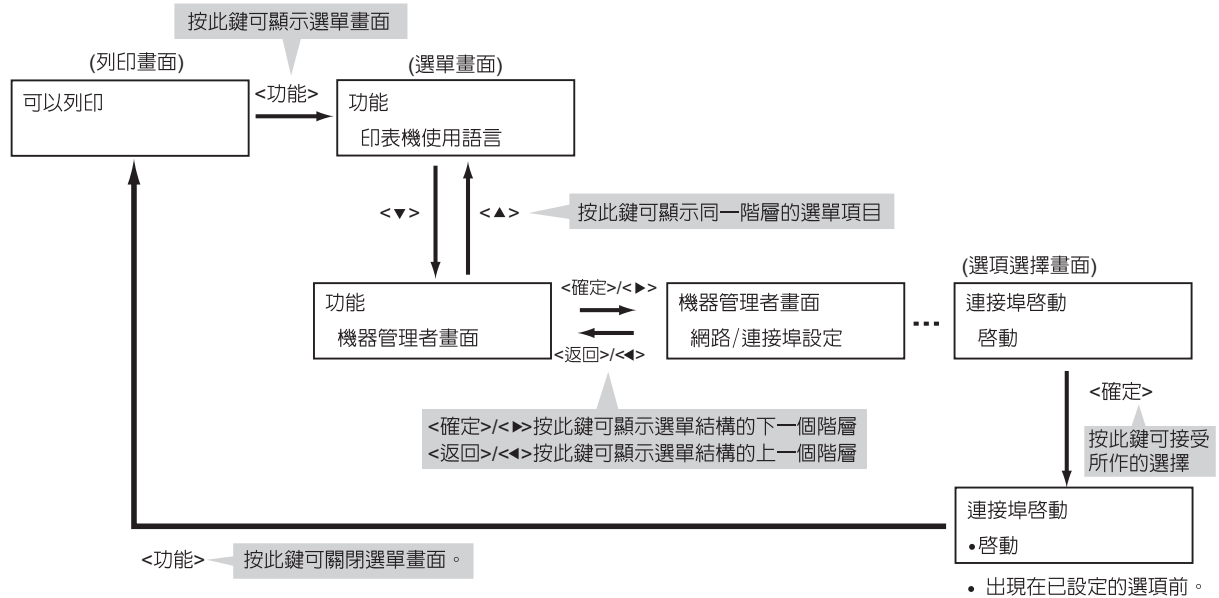 按此鍵可顯示選單畫面
(列印畫面)
(選單畫面)
可以列印
<功能>
功能
印表機使用語言
<▼>
<▲>
按此鍵可顯示同一階層的選單項目
(選項選擇畫面)
功能
機器管理者畫面
<確定>/<▶>
<返回>/<◀>
機器管理者畫面
網路/連接埠設定
...
連接埠啓動
啓動
<確定>/<▶>按此鍵可顯示選單結構的下一個階層
<返回>/<◀>按此鍵可顯示選單結構的上一個階層
<確定>
按此鍵可接受
所作的選擇
連接埠啓動
•啓動
<功能>
按此鍵可關閉選單畫面。
• 出現在已設定的選項前。